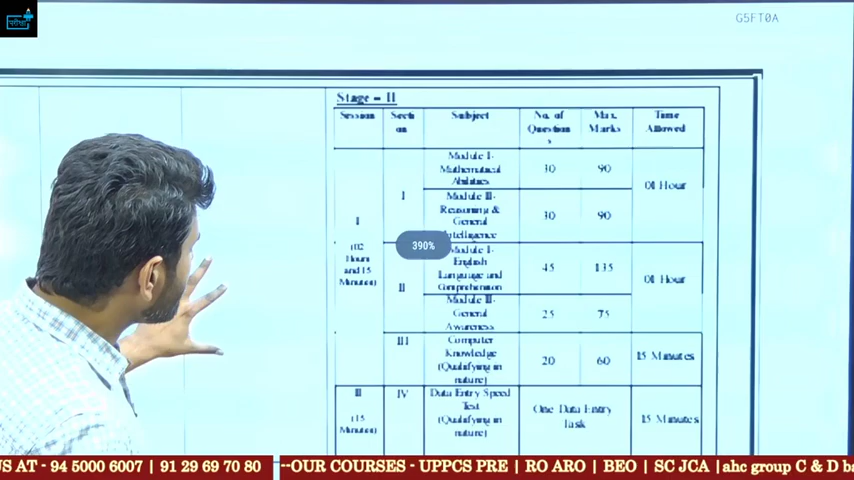 परीक्षा
G5FT0A
Stage – II
Session
Secti
on
Subject
No. of
Question
s
Max.
Marks
Time
Allowed
I
(02
Hours
and 15
Minutes)
I
Module I-
Mathematical
Abilities
30
90
01 Hour
Module II-
Reasoning &
General
Intelligence
30
90
390%
II
Module I-
English
Language and
Comprehension
45
135
01 Hour
Module II-
General
Awareness
25
75
III
Computer
Knowledge
(Qualifying in
nature)
20
60
15 Minutes
II
(15
Minutes)
IV
Data Entry Speed
Test
(Qualifying in
nature)
One Data Entry
Task
15 Minutes
US AT - 94 5000 6007 | 91 29 69 70 80
--OUR COURSES - UPPCS PRE | RO ARO | BEO | SC JCA |ahc group C & D ba